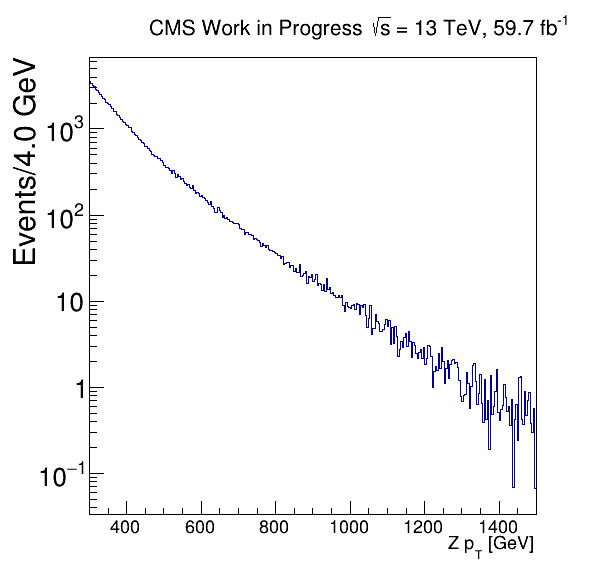 CMS Work in Progress √s = 13 TeV, 59.7 fb⁻¹
Events/4.0 GeV
10³
10²
10
1
10⁻¹
400 600 800 1000 1200 1400
Z p_T [GeV]